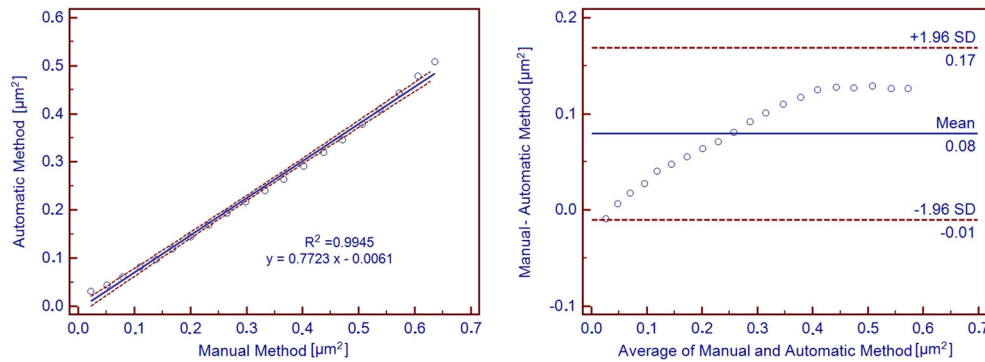 0.6
0.5
0.4
0.3
0.2
0.1
0.0
Automatic Method [µm²]
R² =0.9945
y = 0.7723 x - 0.0061
0.0 0.1 0.2 0.3 0.4 0.5 0.6 0.7
Manual Method [µm²]
0.2
0.1
0.0
-0.1
Manual - Automatic Method [µm²]
+1.96 SD
0.17
Mean
0.08
-1.96 SD
-0.01
0.0 0.1 0.2 0.3 0.4 0.5 0.6 0.7
Average of Manual and Automatic Method [µm²]